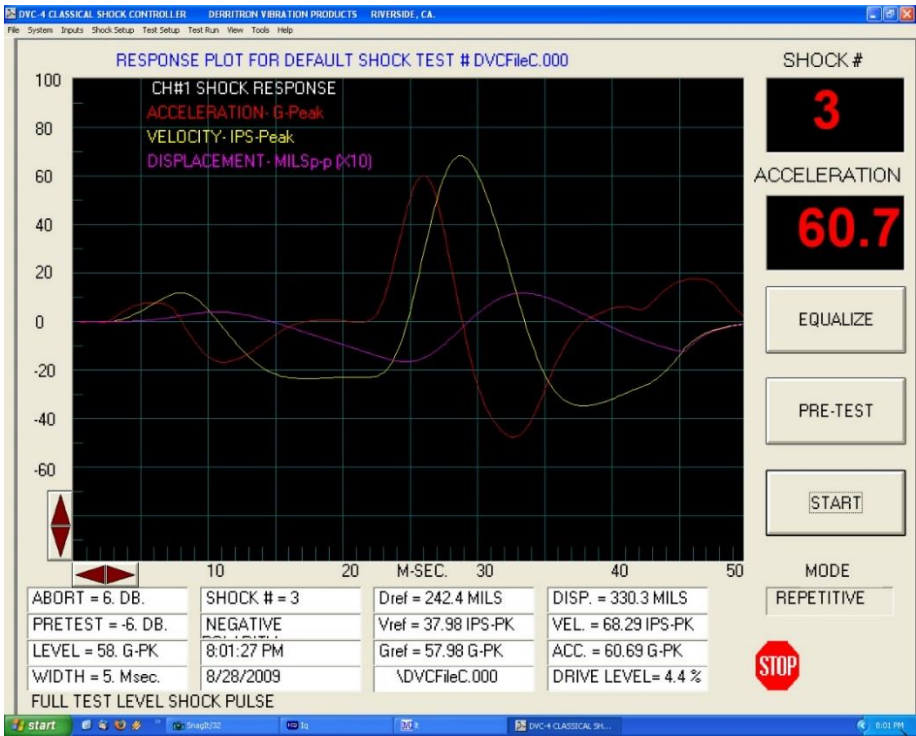 DVC-4 CLASSICAL SHOCK CONTROLLER DERRITRON VIBRATION PRODUCTS RIVERSIDE, CA.
File System Inputs Shock Setup Test Setup Test Run View Tools Help
RESPONSE PLOT FOR DEFAULT SHOCK TEST # DVCFileC.000
SHOCK #
3
ACCELERATION
60.7
CH#1 SHOCK RESPONSE
ACCELERATION- G-Peak
VELOCITY- IPS-Peak
DISPLACEMENT - MILSp-p (X10)
100
80
60
40
20
0
-20
-40
-60
EQUALIZE
PRE-TEST
START
10 20 M-SEC. 30 40 50
MODE
REPETITIVE
ABORT = 6. DB. SHOCK # = 3 Dref = 242.4 MILS DISP. = 330.3 MILS
PRETEST = -6. DB. NEGATIVE Vref = 37.98 IPS-PK VEL. = 68.29 IPS-PK
LEVEL = 58. G-PK 8:01:27 PM Gref = 57.98 G-PK ACC. = 60.69 G-PK
WIDTH = 5. Msec. 8/28/2009 \DVCFileC.000 DRIVE LEVEL= 4.4 %
STOP
FULL TEST LEVEL SHOCK PULSE
start SnagIt/32 DVC-4 CLASSICAL SH... 8:01 PM